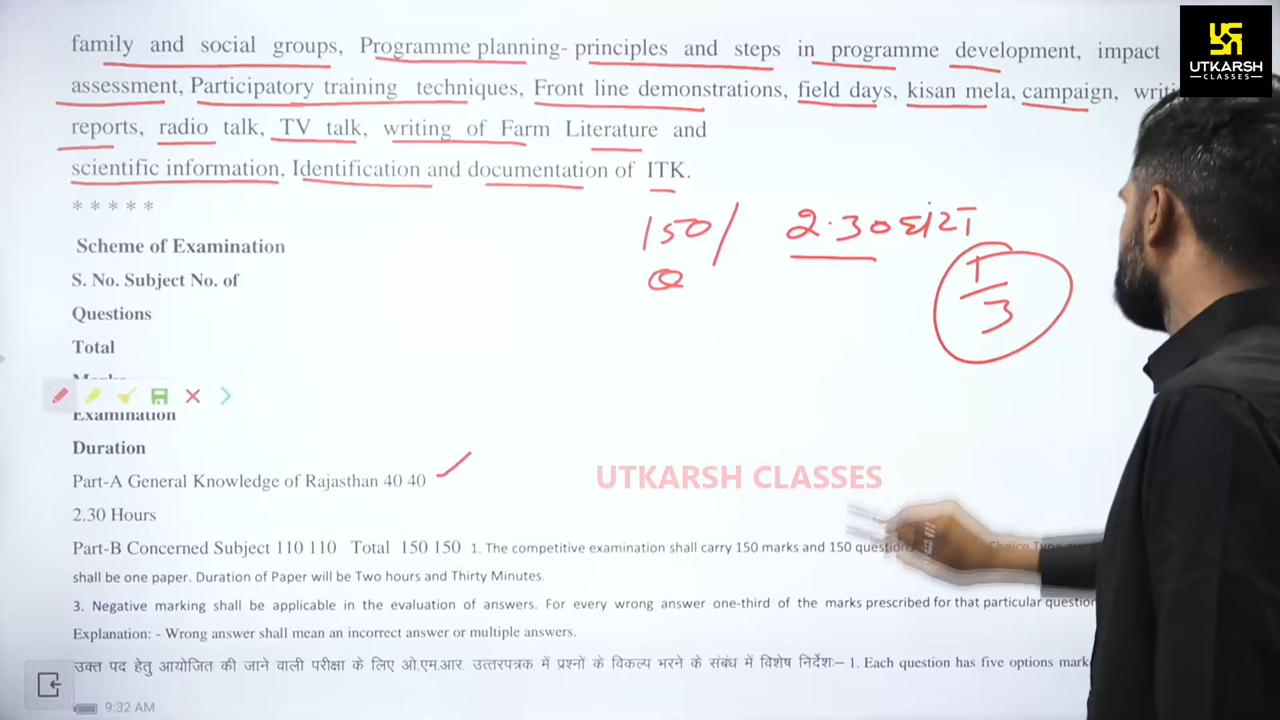 family and social groups, Programme planning- principles and steps in programme development, impact
UTKARSH
CLASSES
assessment, Participatory training techniques, Front line demonstrations, field days, kisan mela, campaign,
reports, radio talk, TV talk, writing of Farm Literature and
scientific information, Identification and documentation of ITK.
*****
150/ 2.30 घंटा
Q
1/3
Scheme of Examination
S. No. Subject No. of
Questions
Total
Examination
Duration
Part-A General Knowledge of Rajasthan 40 40
UTKARSH CLASSES
2.30 Hours
Part-B Concerned Subject 110 110 Total 150 150 1. The competitive examination shall carry 150 marks and 150 Choice Type
shall be one paper. Duration of Paper will be Two hours and Thirty Minutes.
3. Negative marking shall be applicable in the evaluation of answers. For every wrong answer one-third of the marks prescribed for that particular question
Explanation: - Wrong answer shall mean an incorrect answer or multiple answers.
उक्त पद हेतु आयोजित की जाने वाली परीक्षा के लिए ओ.एम.आर. उत्तरपत्रक में प्रश्नों के विकल्प भरने के संबंध में विशेष निर्देश:– 1. Each question has five options
9:32 AM